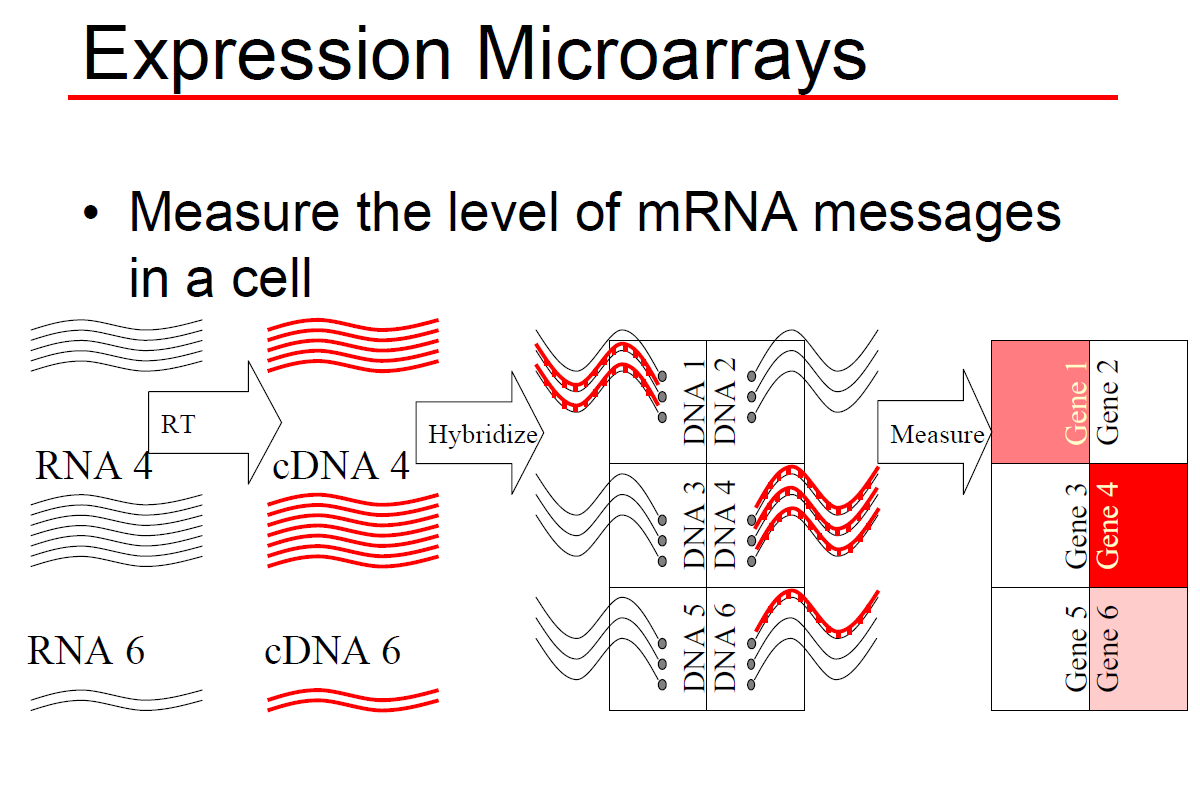 Expression Microarrays
• Measure the level of mRNA messages
in a cell
RT
RNA 4
cDNA 4
RNA 6
cDNA 6
Hybridize
DNA 1
DNA 2
DNA 3
DNA 4
DNA 5
DNA 6
Measure
Gene 1
Gene 2
Gene 3
Gene 4
Gene 5
Gene 6